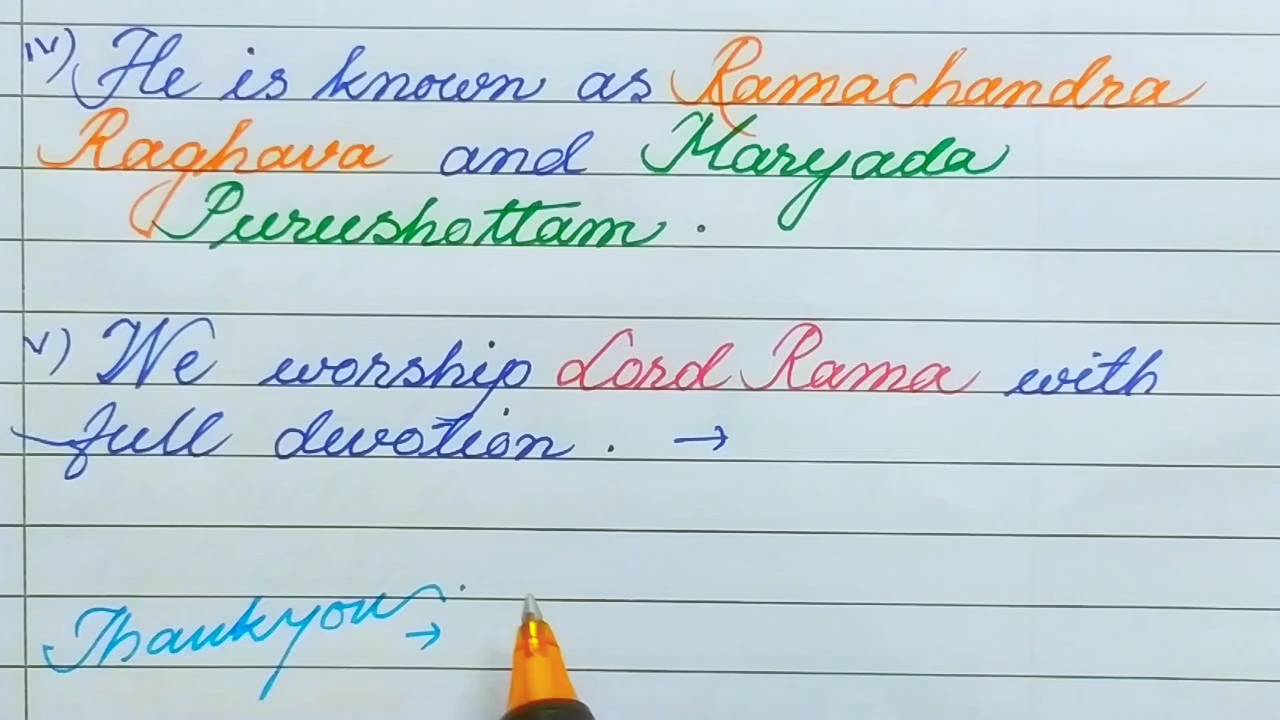 iv) He is known as Ramachandra
Raghava and Maryada
Purushottam.
v) We worship Lord Rama with
full devotion. →
Thankyou.
→